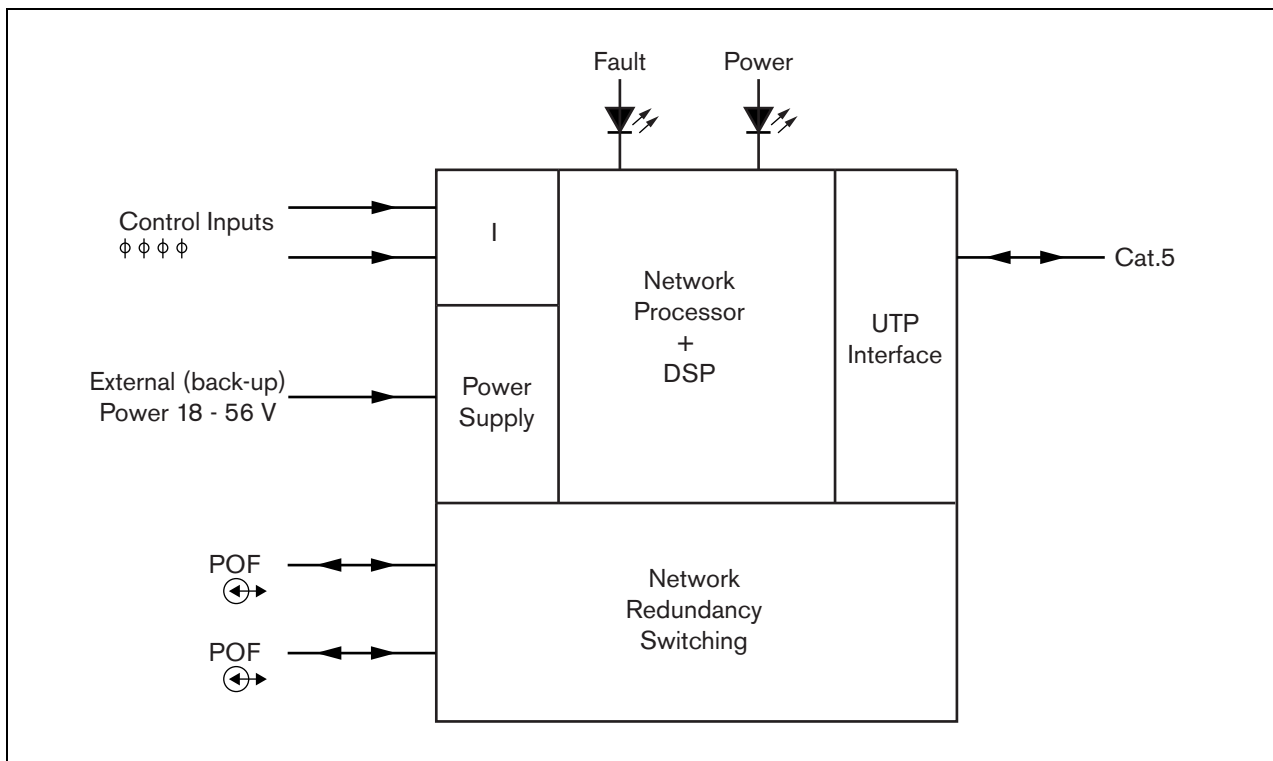 Fault
Power
Control Inputs
I
Network
Processor
+
DSP
UTP
Interface
Cat.5
External (back-up)
Power 18 - 56 V
Power
Supply
POF
POF
Network
Redundancy
Switching